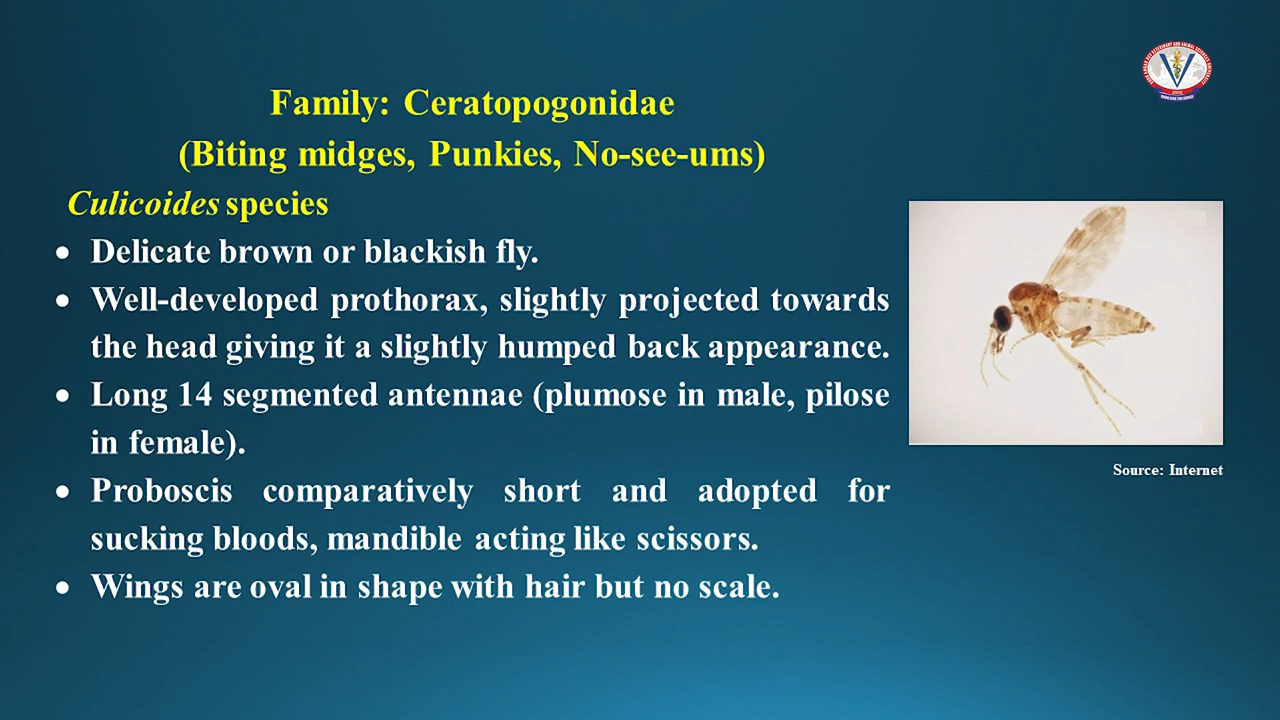 Family: Ceratopogonidae
(Biting midges, Punkies, No-see-ums)
Culicoides species
• Delicate brown or blackish fly.
• Well-developed prothorax, slightly projected towards
the head giving it a slightly humped back appearance.
• Long 14 segmented antennae (plumose in male, pilose
in female).
• Proboscis comparatively short and adopted for
sucking bloods, mandible acting like scissors.
• Wings are oval in shape with hair but no scale.
Source: Internet